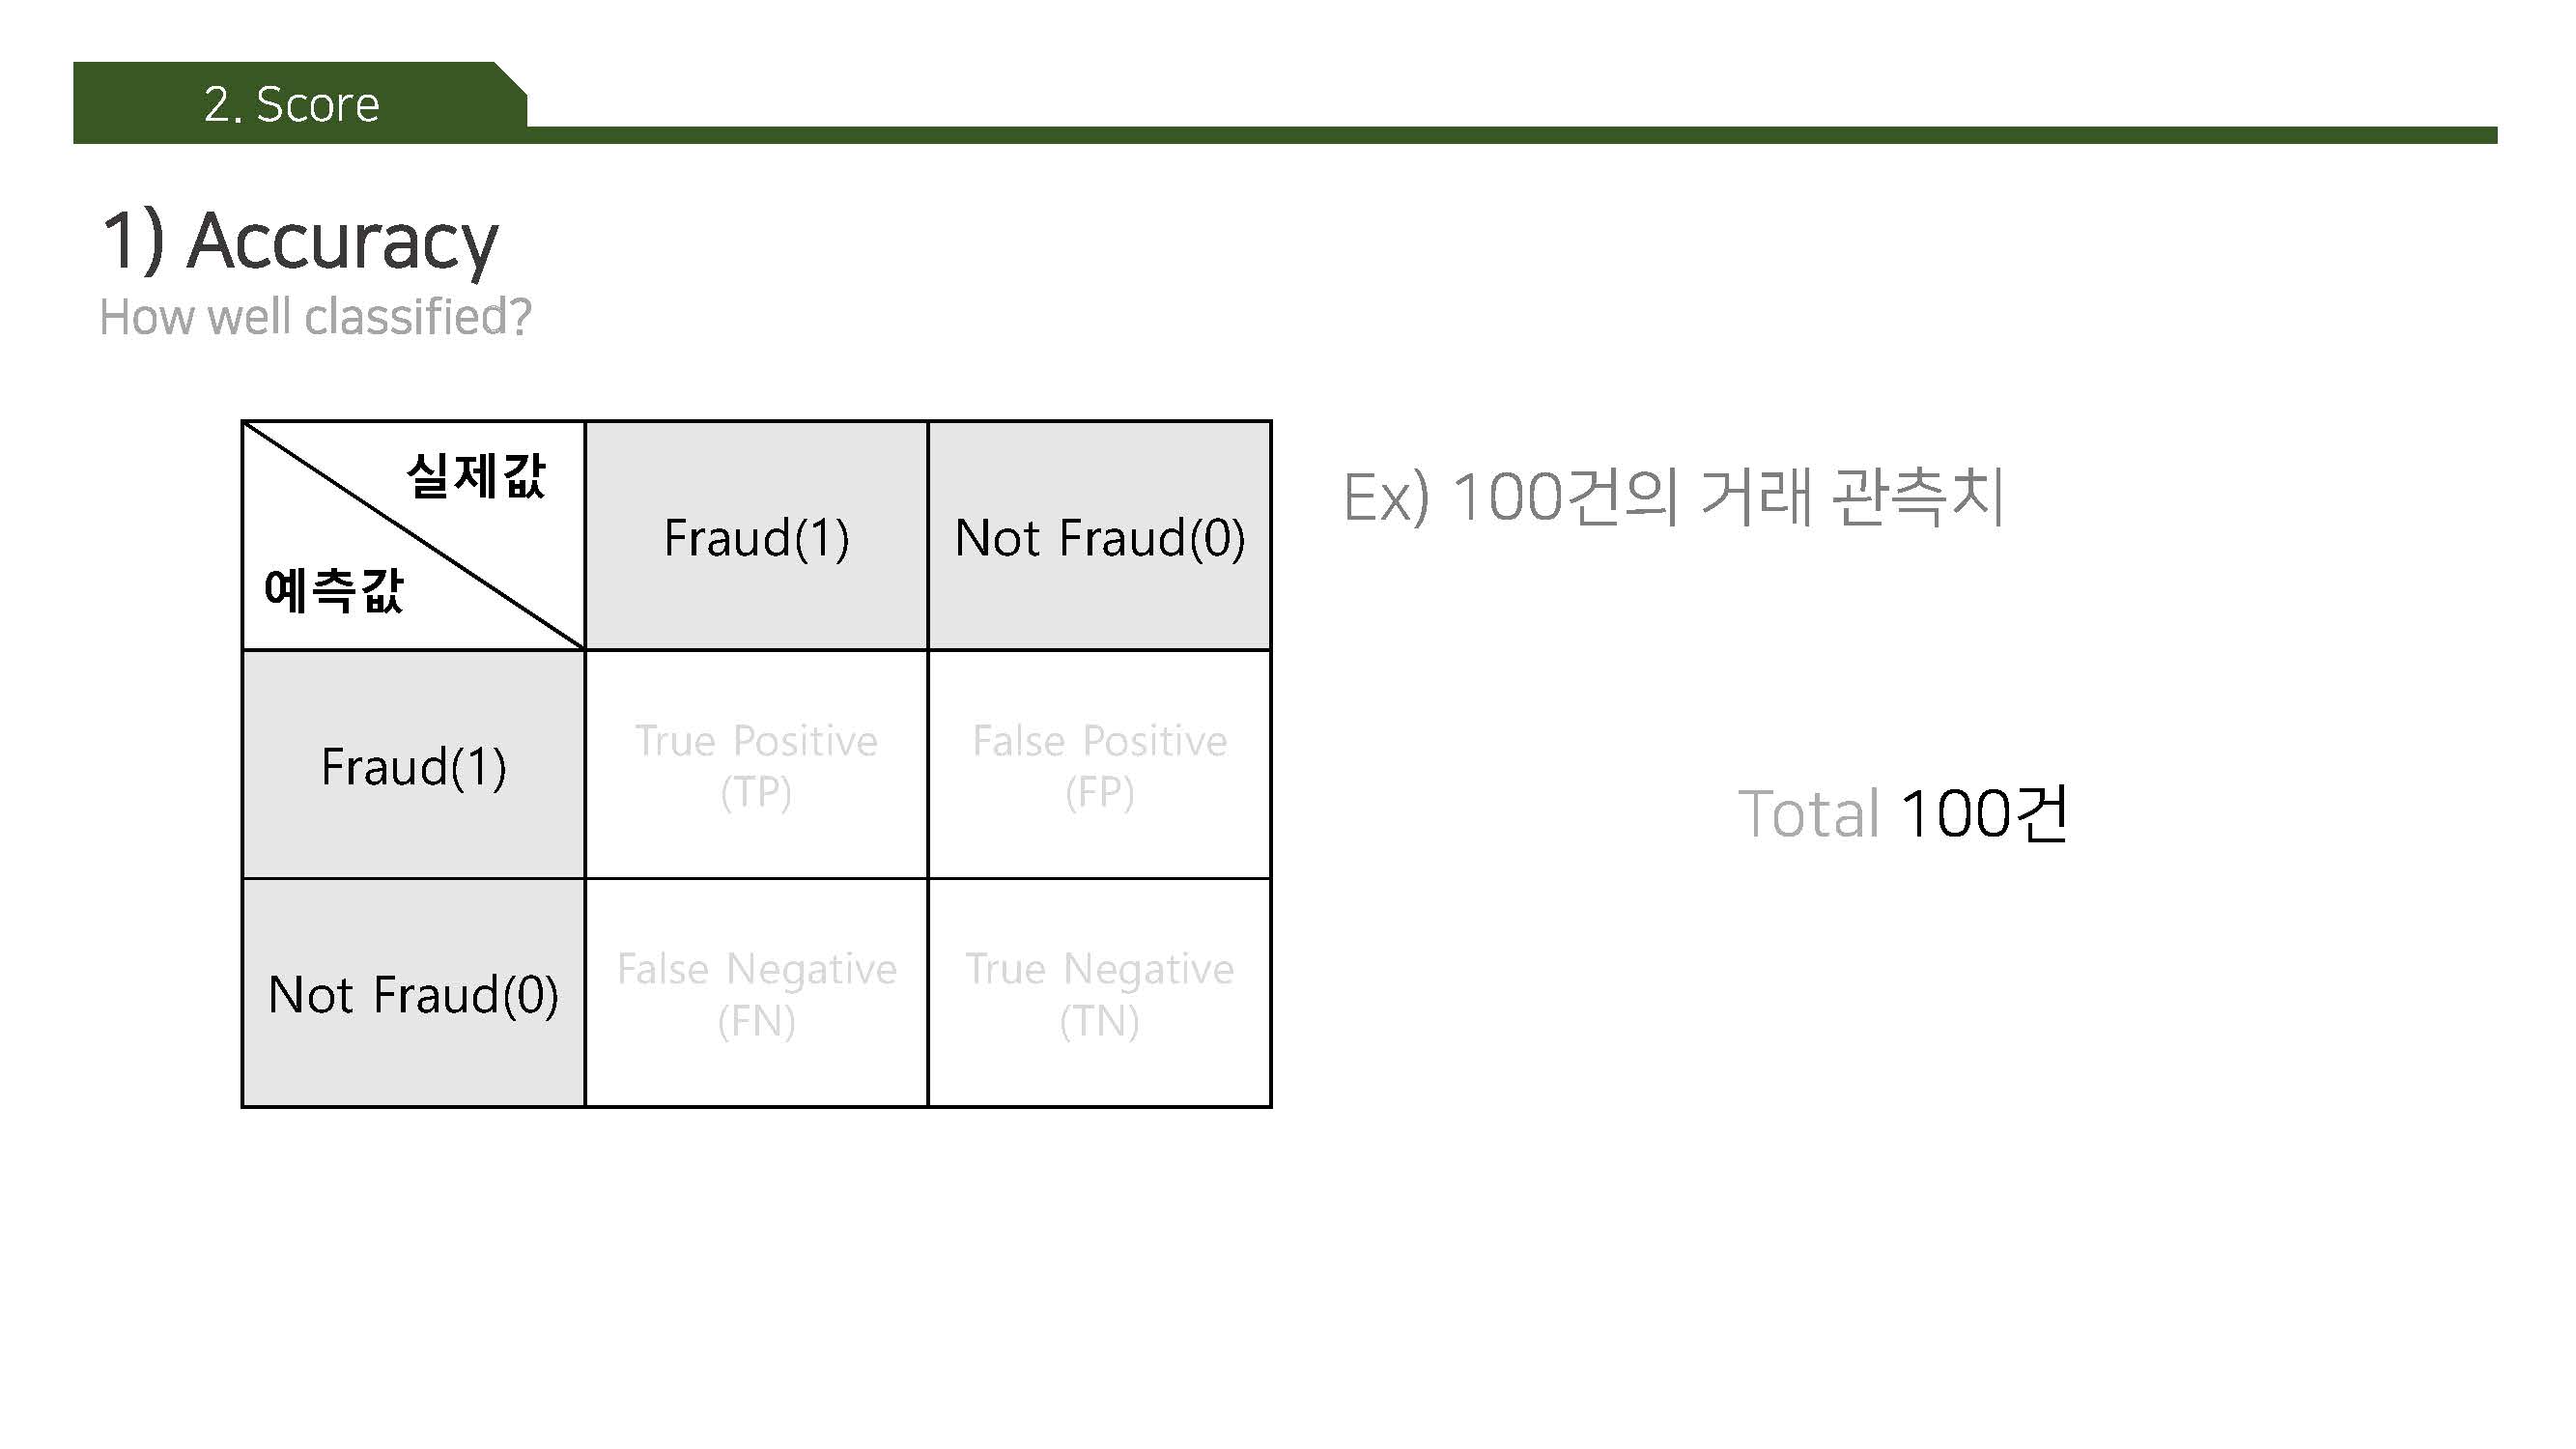 2. Score
1) Accuracy
How well classified?
실제값
예측값
Fraud(1)
Not Fraud(0)
Fraud(1)
True Positive
(TP)
False Positive
(FP)
Not Fraud(0)
False Negative
(FN)
True Negative
(TN)
Ex) 100건의 거래 관측치
Total 100건